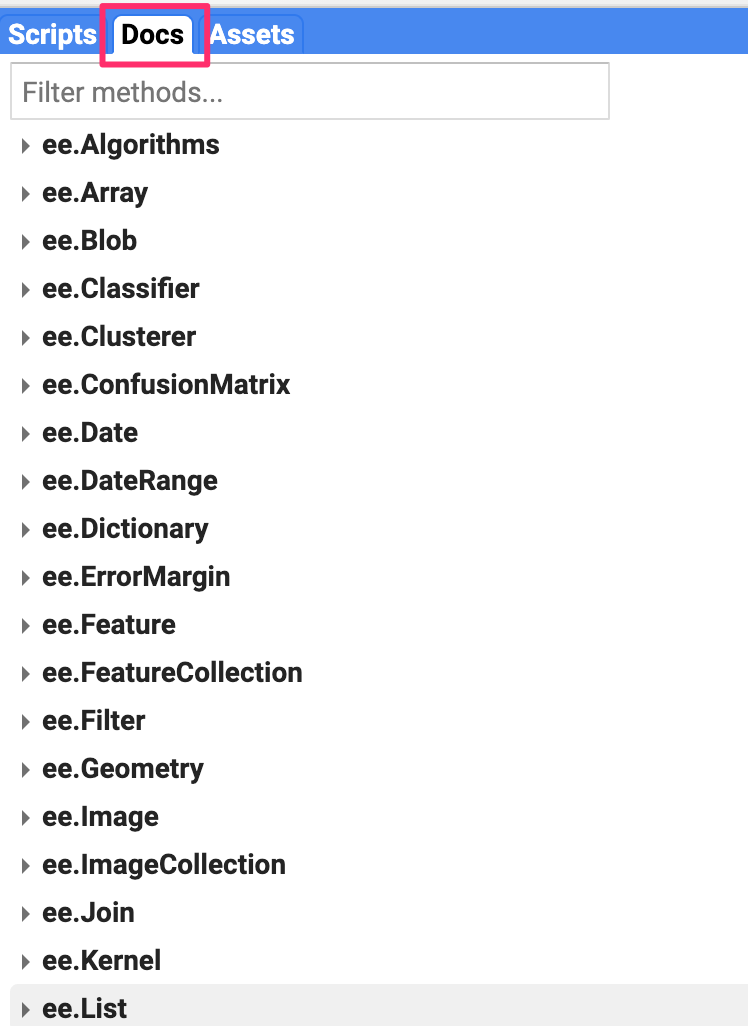 Scripts Docs Assets
Filter methods...
ee.Algorithms
ee.Array
ee.Blob
ee.Classifier
ee.Clusterer
ee.ConfusionMatrix
ee.Date
ee.DateRange
ee.Dictionary
ee.ErrorMargin
ee.Feature
ee.FeatureCollection
ee.Filter
ee.Geometry
ee.Image
ee.ImageCollection
ee.Join
ee.Kernel
ee.List